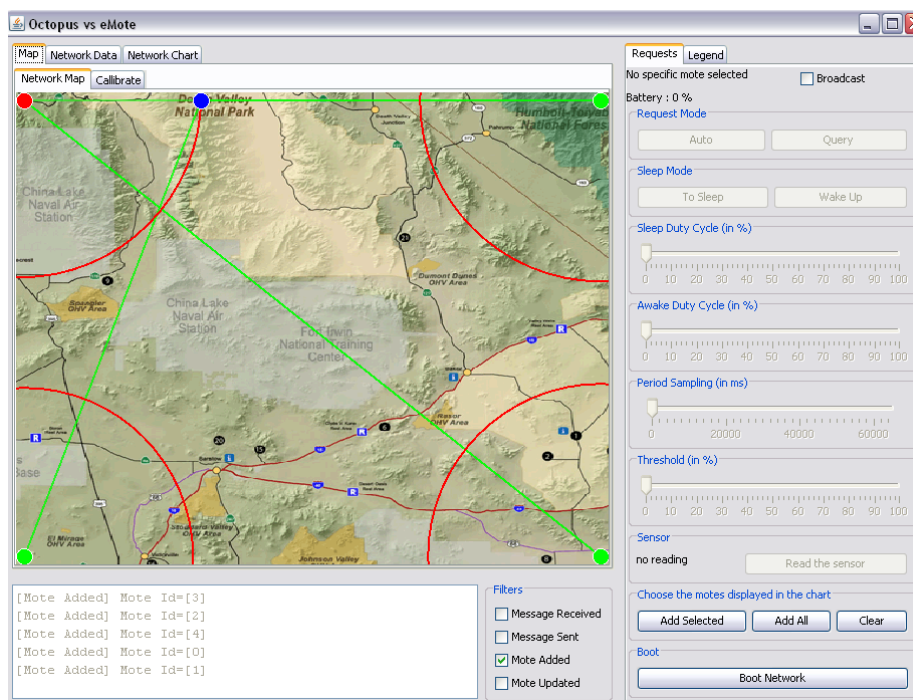 Octopus vs eMote
Map Network Data Network Chart
Network Map Calibrate
National Park
China Lake
Naval Air
Station
Dumont Dunes
OHV Area
Spangler
OHV Area
China Lake
Naval Air
Station
Fort Irwin
National Training
Center
Rasor
OHV Area
Barstow
Base
El Mirage
OHV Area
Stoddard Valley
OHV Area
Johnson Valley
[Mote Added] Mote Id=[3]
[Mote Added] Mote Id=[2]
[Mote Added] Mote Id=[4]
[Mote Added] Mote Id=[0]
[Mote Added] Mote Id=[1]
Filters
Message Received
Message Sent
Mote Added
Mote Updated
Requests Legend
No specific mote selected
Broadcast
Battery : 0 %
Request Mode
Auto Query
Sleep Mode
To Sleep Wake Up
Sleep Duty Cycle (in %)
0 10 20 30 40 50 60 70 80 90 100
Awake Duty Cycle (in %)
0 10 20 30 40 50 60 70 80 90 100
Period Sampling (in ms)
0 20000 40000 60000
Threshold (in %)
0 10 20 30 40 50 60 70 80 90 100
Sensor
no reading Read the sensor
Choose the motes displayed in the chart
Add Selected Add All Clear
Boot
Boot Network